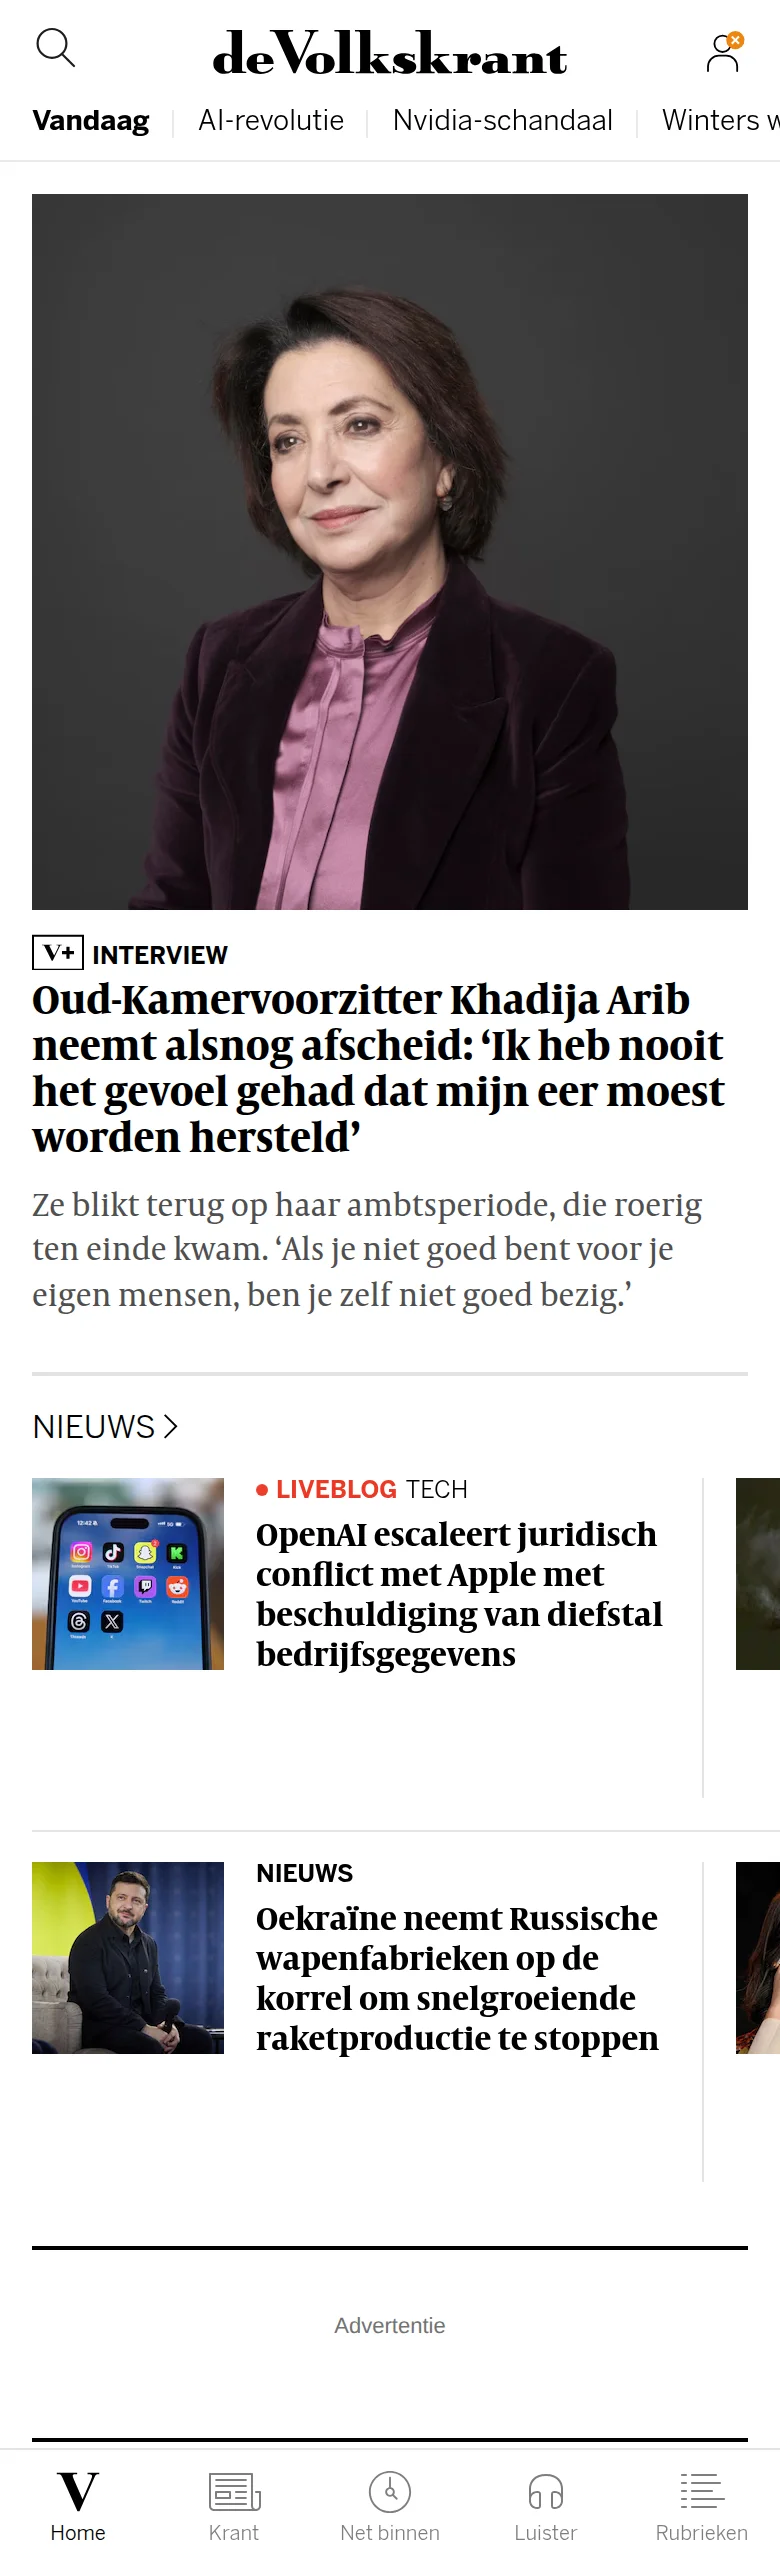 deVolkskrant
Vandaag
AI-revolutie
Nvidia-schandaal
Winters w
V+ INTERVIEW
Oud-Kamervoorzitter Khadija Arib
neemt alsnog afscheid: ‘Ik heb nooit
het gevoel gehad dat mijn eer moest
worden hersteld’
Ze blikt terug op haar ambtsperiode, die roerig
ten einde kwam. ‘Als je niet goed bent voor je
eigen mensen, ben je zelf niet goed bezig.’
NIEUWS
12:42
LIVEBLOG TECH
OpenAI escaleert juridisch
conflict met Apple met
beschuldiging van diefstal
bedrijfsgegevens
NIEUWS
Oekraïne neemt Russische
wapenfabrieken op de
korrel om snelgroeiende
raketproductie te stoppen
Advertentie
V
Home
Krant
Net binnen
Luister
Rubrieken